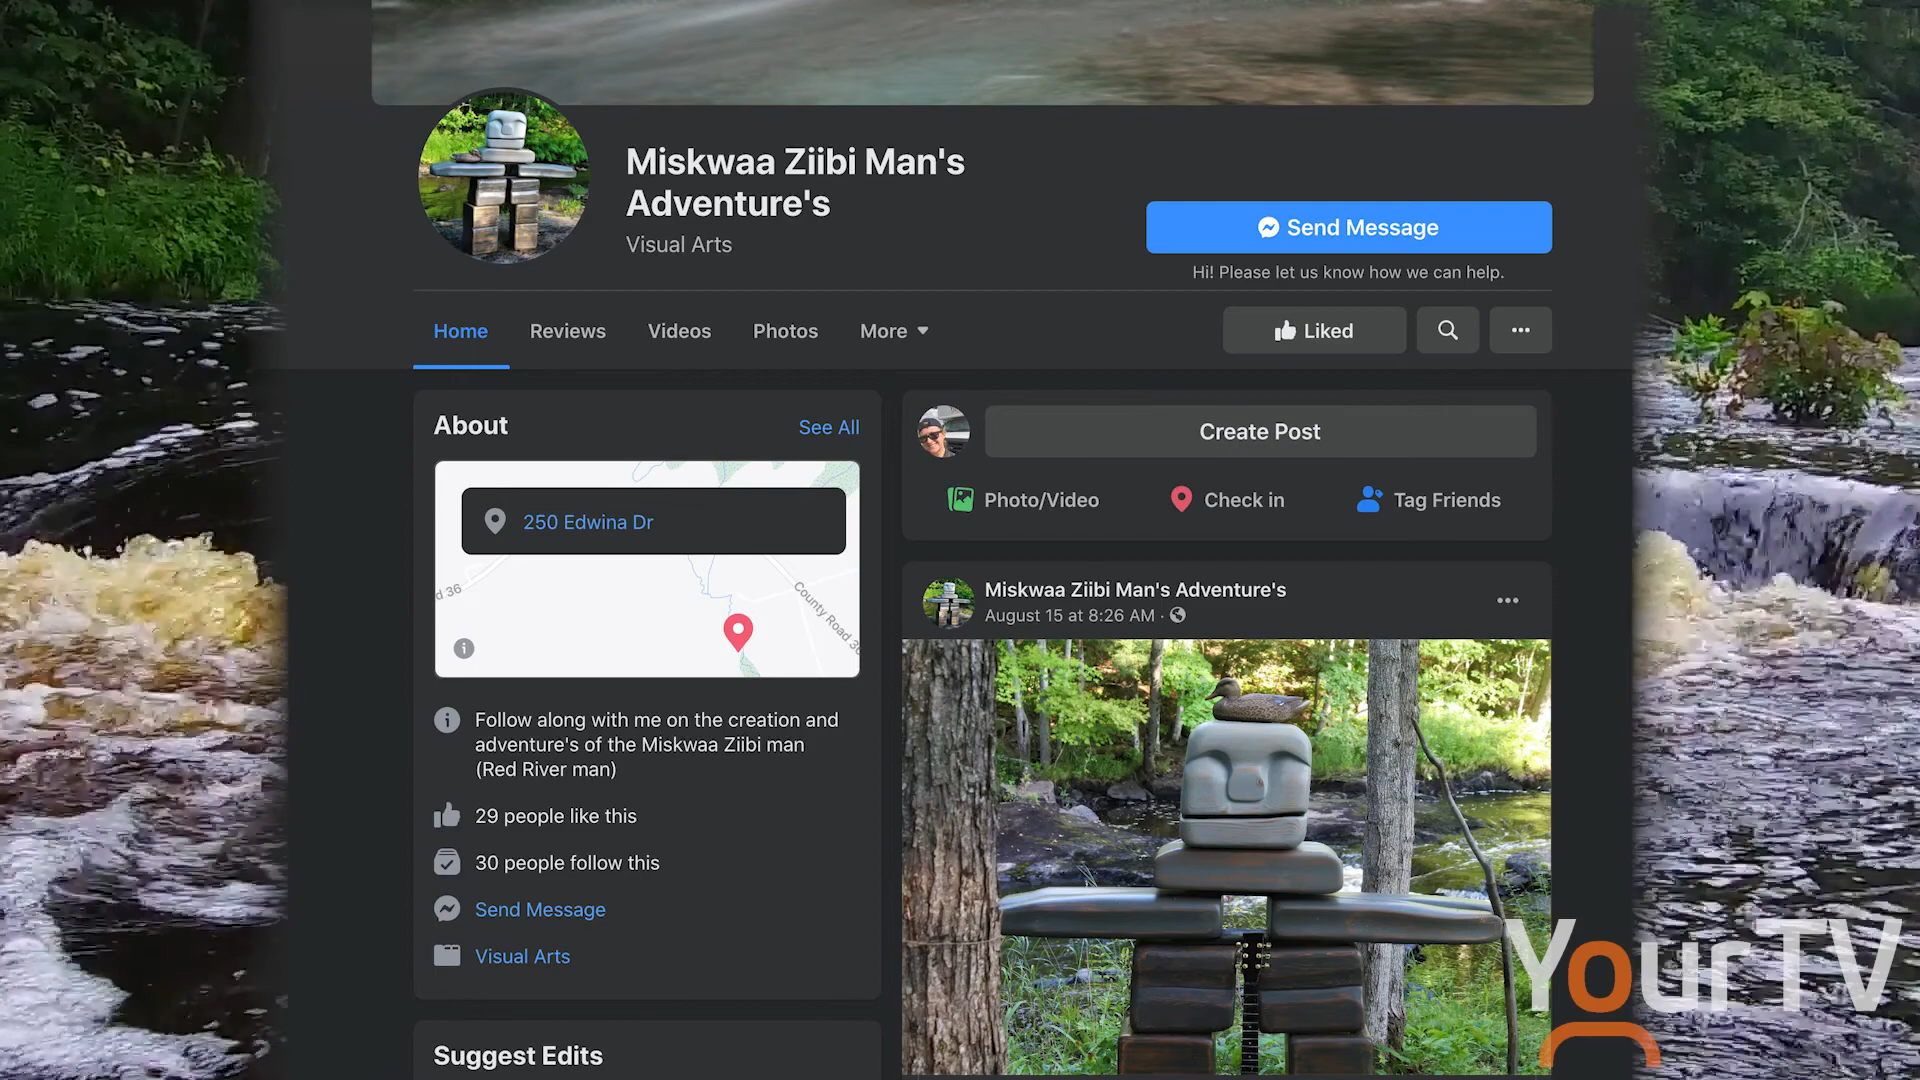 Miskwaa Ziibi Man's
Adventure's
Visual Arts
Send Message
Hi! Please let us know how we can help.
Home
Reviews
Videos
Photos
More
Liked
About
See All
250 Edwina Dr
d 36
County Road 36
Follow along with me on the creation and
adventure's of the Miskwaa Ziibi man
(Red River man)
29 people like this
30 people follow this
Send Message
Visual Arts
Suggest Edits
Create Post
Photo/Video
Check in
Tag Friends
Miskwaa Ziibi Man's Adventure's
August 15 at 8:26 AM ·
YourTV